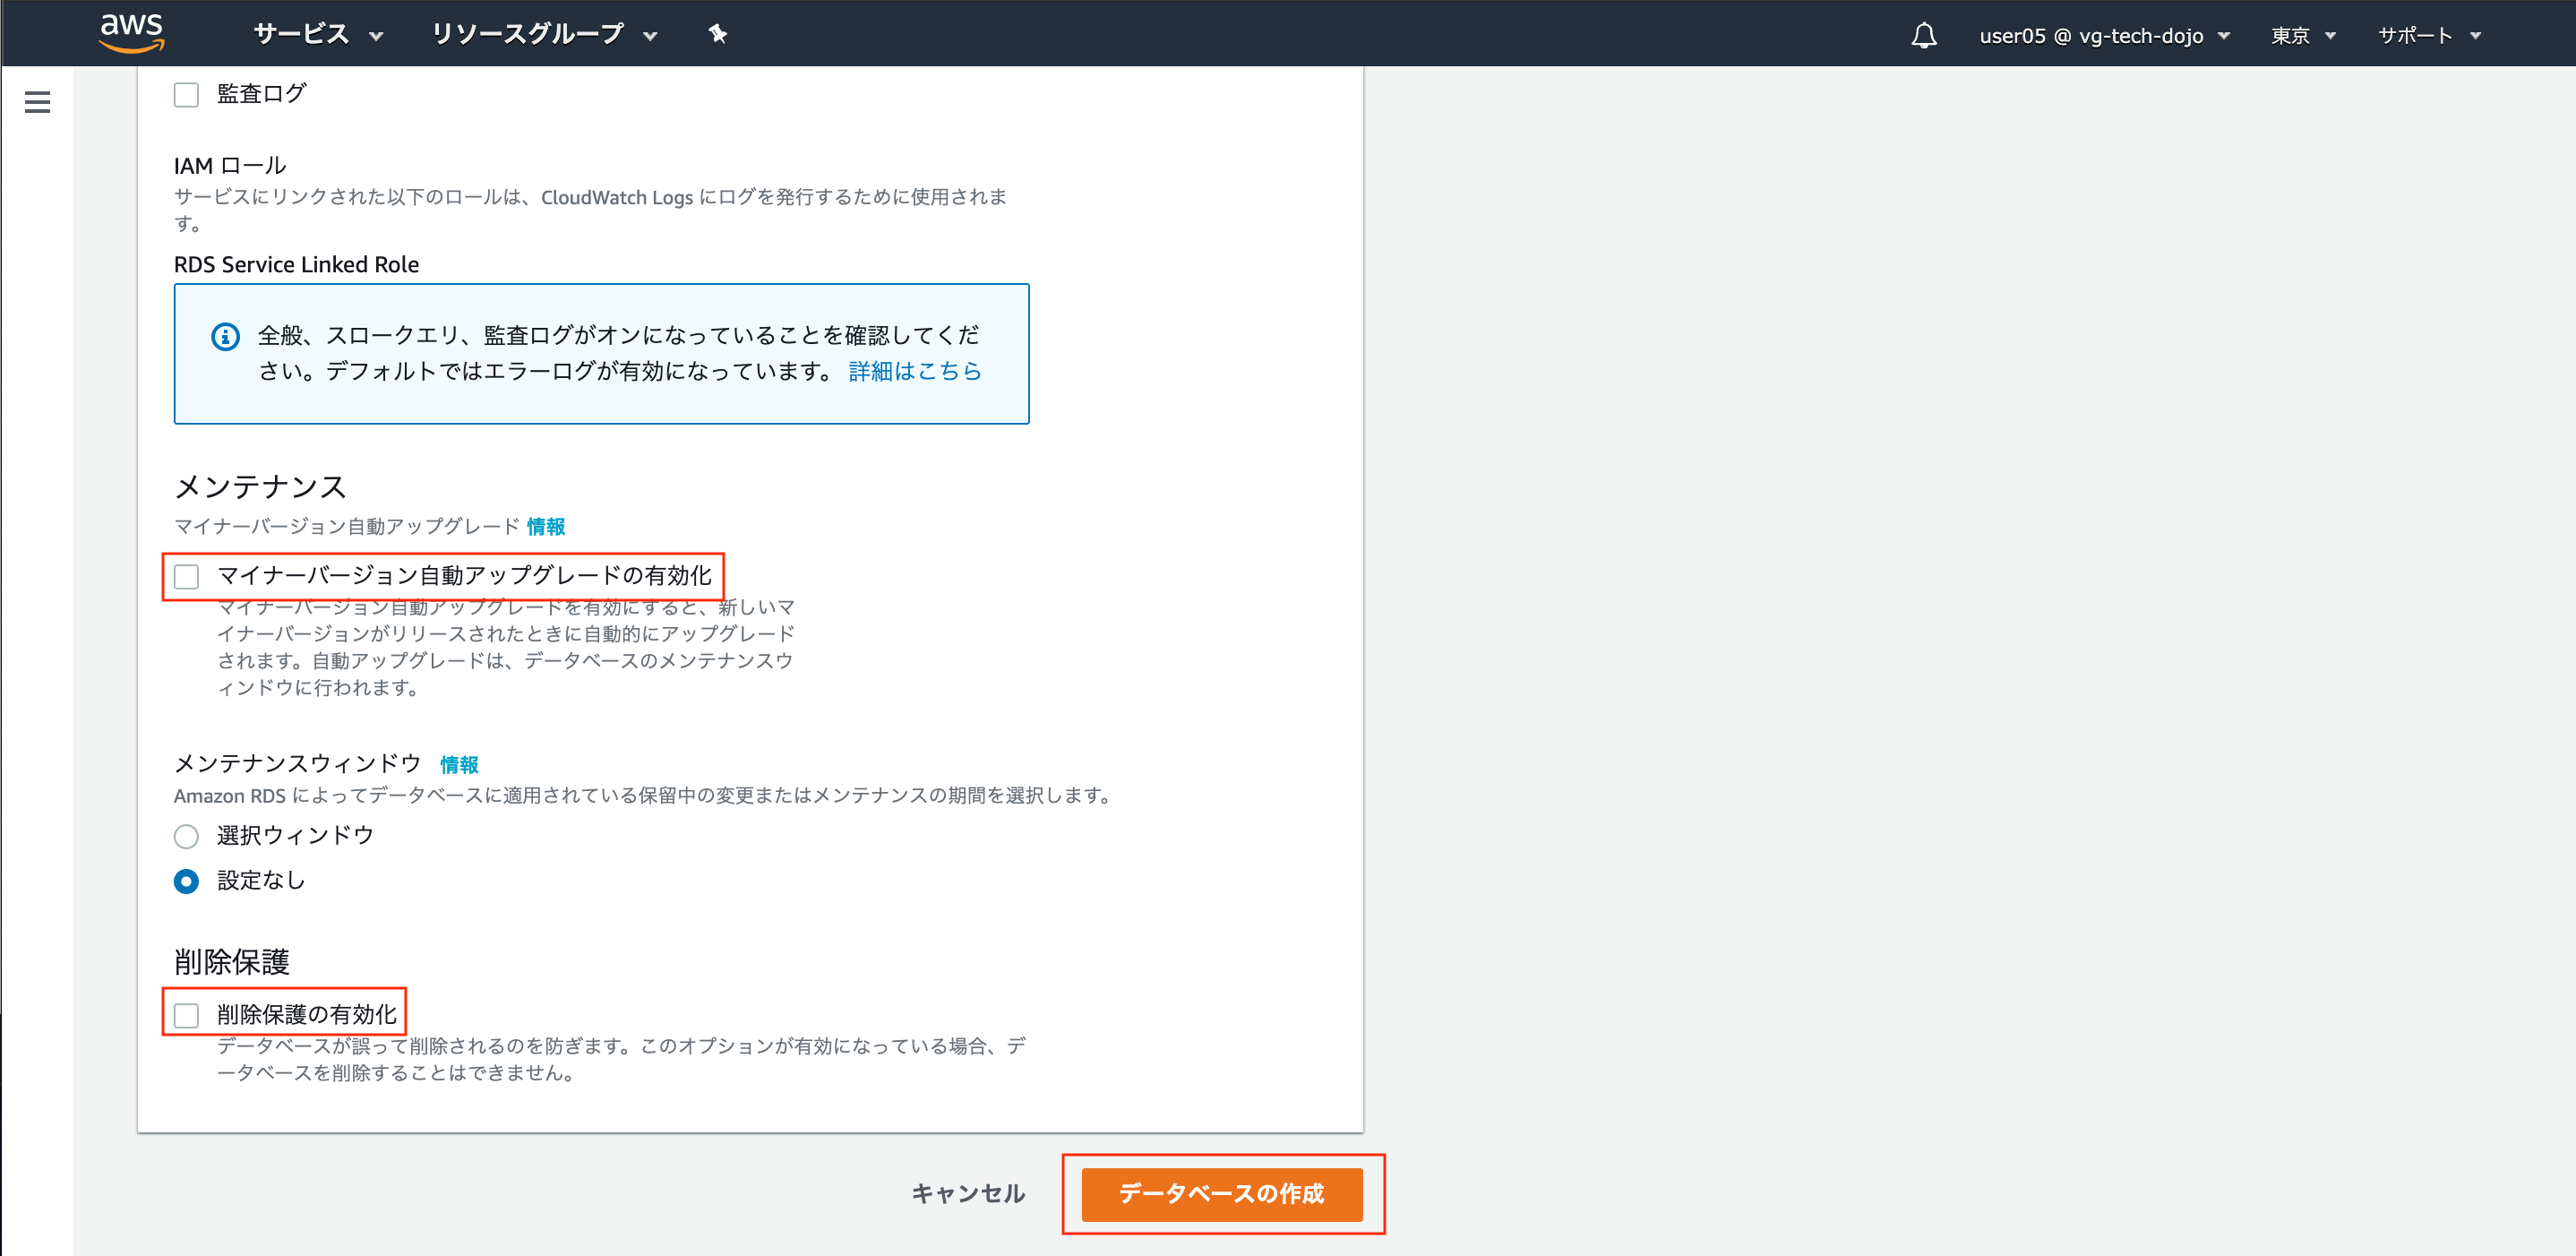 aws サービス リソースグループ user05 @ vg-tech-dojo 東京 サポート
監査ログ
IAM ロール
サービスにリンクされた以下のロールは、CloudWatch Logs にログを発行するために使用されま
す。
RDS Service Linked Role
全般、スロークエリ、監査ログがオンになっていることを確認してくだ
さい。デフォルトではエラーログが有効になっています。 詳細はこちら
メンテナンス
マイナーバージョン自動アップグレード 情報
マイナーバージョン自動アップグレードの有効化
マイナーバージョン自動アップグレードを有効にすると、新しいマ
イナーバージョンがリリースされたときに自動的にアップグレード
されます。自動アップグレードは、データベースのメンテナンスウ
ィンドウに行われます。
メンテナンスウィンドウ 情報
Amazon RDS によってデータベースに適用されている保留中の変更またはメンテナンスの期間を選択します。
選択ウィンドウ
設定なし
削除保護
削除保護の有効化
データベースが誤って削除されるのを防ぎます。このオプションが有効になっている場合、デ
ータベースを削除することはできません。
キャンセル データベースの作成